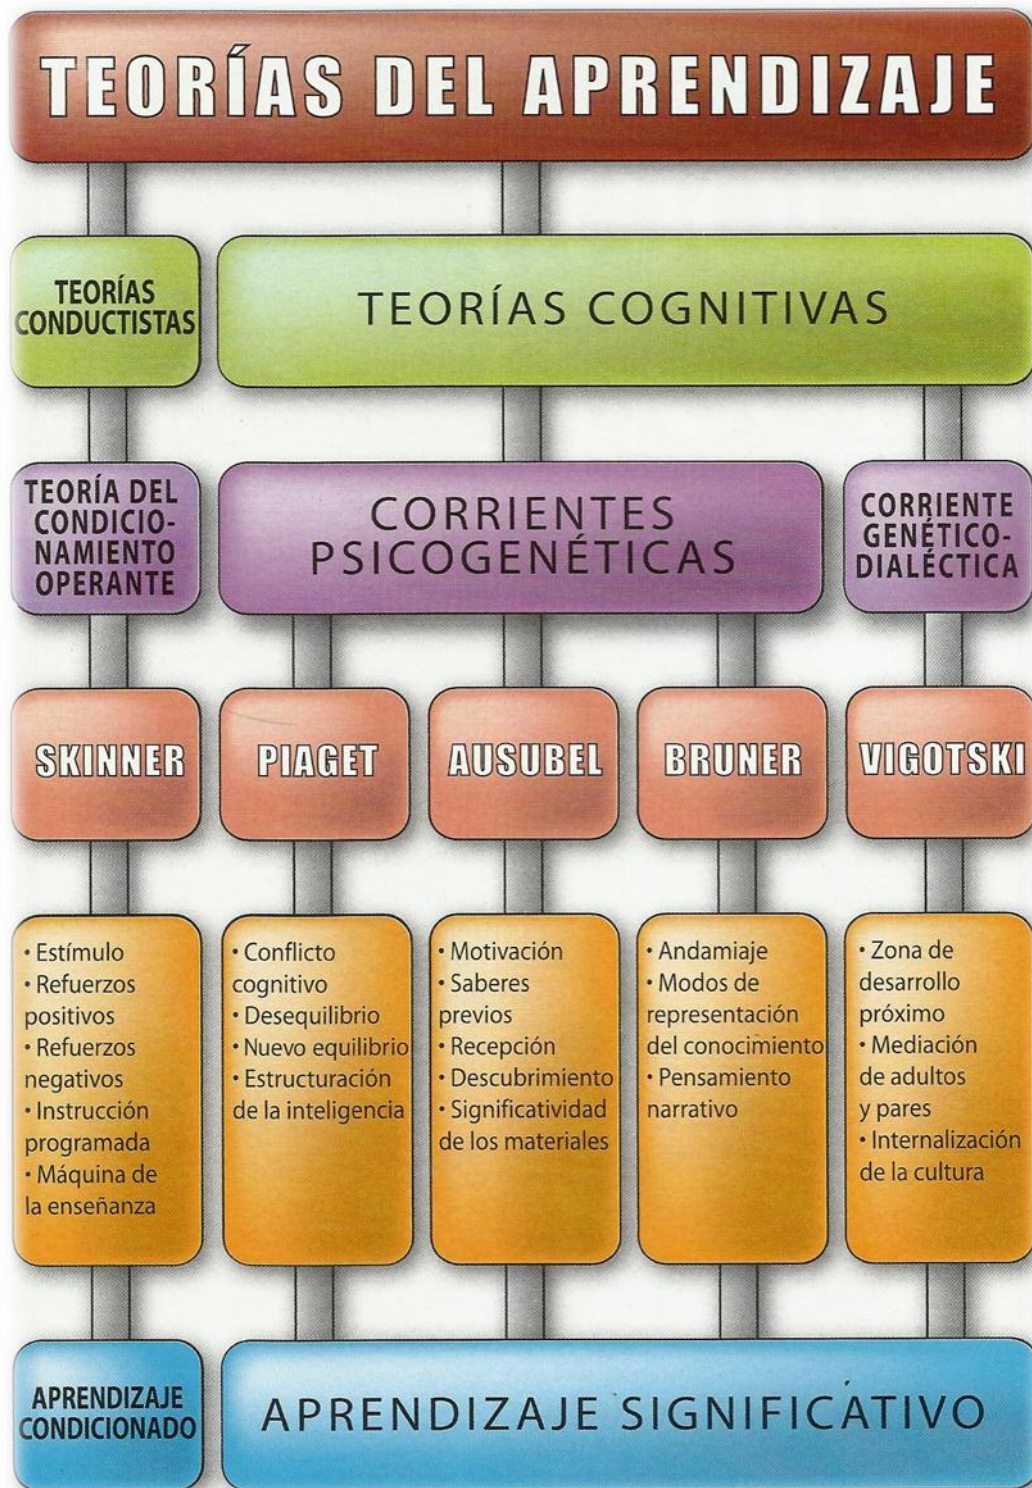 TEORÍAS DEL APRENDIZAJE
TEORÍAS
CONDUCTISTAS
TEORÍAS COGNITIVAS
TEORÍA DEL
CONDICIO-
NAMIENTO
OPERANTE
CORRIENTES
PSICOGENÉTICAS
CORRIENTE
GENÉTICO-
DIALÉCTICA
SKINNER
PIAGET
AUSUBEL
BRUNER
VIGOTSKI
• Estímulo
• Refuerzos
positivos
• Refuerzos
negativos
• Instrucción
programada
• Máquina de
la enseñanza
• Conflicto
cognitivo
• Desequilibrio
• Nuevo equilibrio
• Estructuración
de la inteligencia
• Motivación
• Saberes
previos
• Recepción
• Descubrimiento
• Significatividad
de los materiales
• Andamiaje
• Modos de
representación
del conocimiento
• Pensamiento
narrativo
• Zona de
desarrollo
próximo
• Mediación
de adultos
y pares
• Internalización
de la cultura
APRENDIZAJE
CONDICIONADO
APRENDIZAJE SIGNIFICATIVO